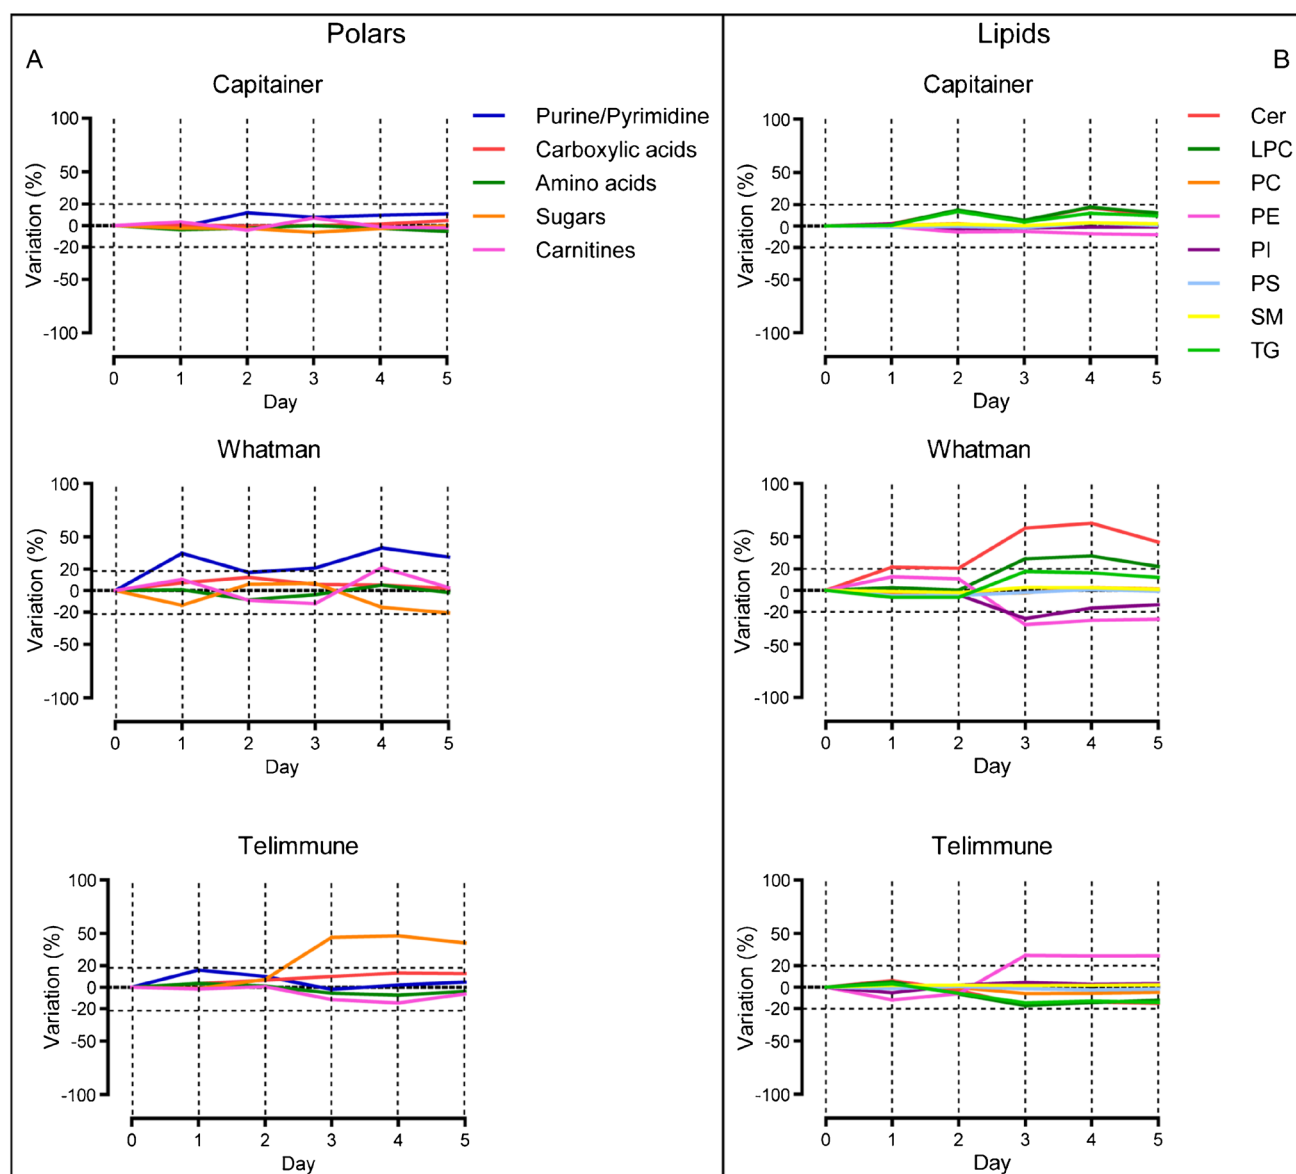 Polars
A
Capitainer
100
50
20
0
-20
-50
-100
Variation (%)
0 1 2 3 4 5
Day
Purine/Pyrimidine
Carboxylic acids
Amino acids
Sugars
Carnitines
Whatman
100
50
20
0
-20
-50
-100
Variation (%)
0 1 2 3 4 5
Day
Telimmune
100
50
20
0
-20
-50
-100
Variation (%)
0 1 2 3 4 5
Day
Lipids
B
Capitainer
100
50
20
0
-20
-50
-100
Variation (%)
0 1 2 3 4 5
Day
Cer
LPC
PC
PE
PI
PS
SM
TG
Whatman
100
50
20
0
-20
-50
-100
Variation (%)
0 1 2 3 4 5
Day
Telimmune
100
50
20
0
-20
-50
-100
Variation (%)
0 1 2 3 4 5
Day